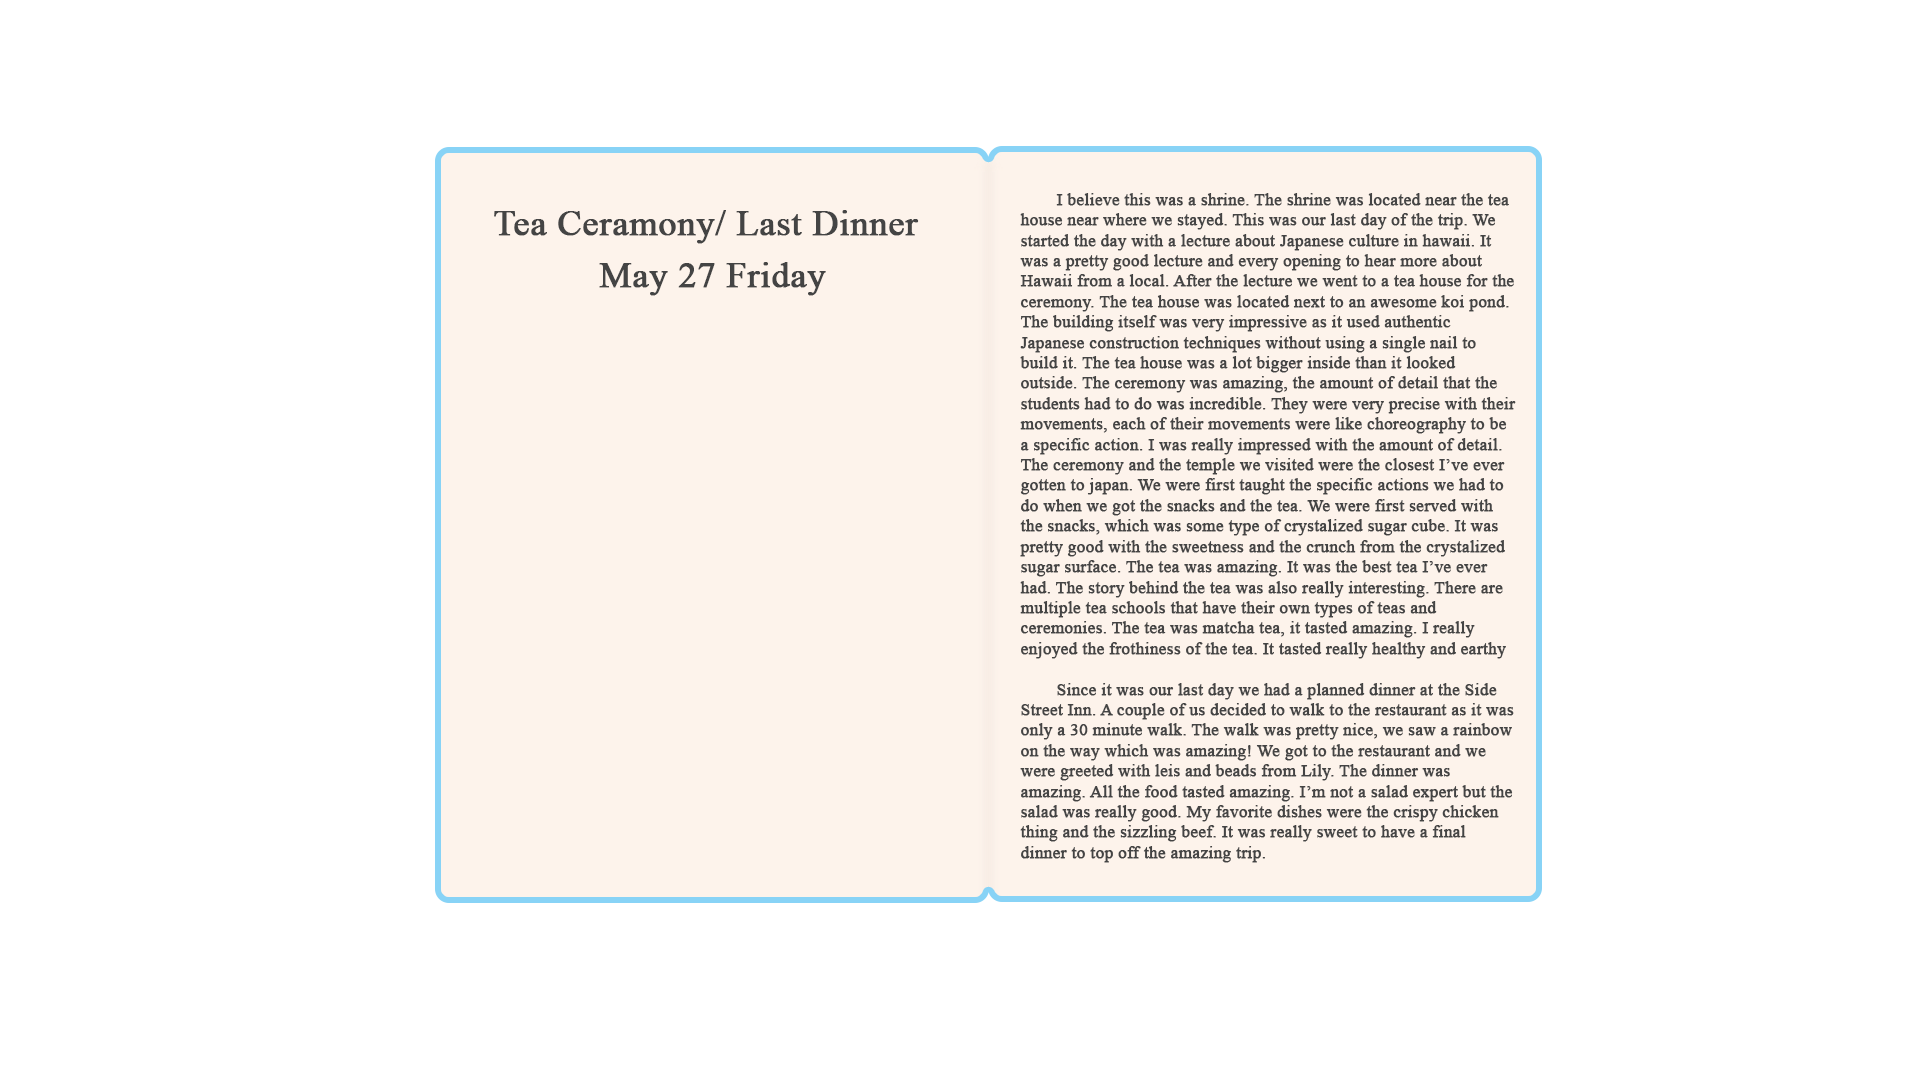 Tea Ceramony/ Last Dinner
May 27 Friday
I believe this was a shrine. The shrine was located near the tea
house near where we stayed. This was our last day of the trip. We
started the day with a lecture about Japanese culture in hawaii. It
was a pretty good lecture and every opening to hear more about
Hawaii from a local. After the lecture we went to a tea house for the
ceremony. The tea house was located next to an awesome koi pond.
The building itself was very impressive as it used authentic
Japanese construction techniques without using a single nail to
build it. The tea house was a lot bigger inside than it looked
outside. The ceremony was amazing, the amount of detail that the
students had to do was incredible. They were very precise with their
movements, each of their movements were like choreography to be
a specific action. I was really impressed with the amount of detail.
The ceremony and the temple we visited were the closest I’ve ever
gotten to japan. We were first taught the specific actions we had to
do when we got the snacks and the tea. We were first served with
the snacks, which was some type of crystalized sugar cube. It was
pretty good with the sweetness and the crunch from the crystalized
sugar surface. The tea was amazing. It was the best tea I’ve ever
had. The story behind the tea was also really interesting. There are
multiple tea schools that have their own types of teas and
ceremonies. The tea was matcha tea, it tasted amazing. I really
enjoyed the frothiness of the tea. It tasted really healthy and earthy
Since it was our last day we had a planned dinner at the Side
Street Inn. A couple of us decided to walk to the restaurant as it was
only a 30 minute walk. The walk was pretty nice, we saw a rainbow
on the way which was amazing! We got to the restaurant and we
were greeted with leis and beads from Lily. The dinner was
amazing. All the food tasted amazing. I’m not a salad expert but the
salad was really good. My favorite dishes were the crispy chicken
thing and the sizzling beef. It was really sweet to have a final
dinner to top off the amazing trip.